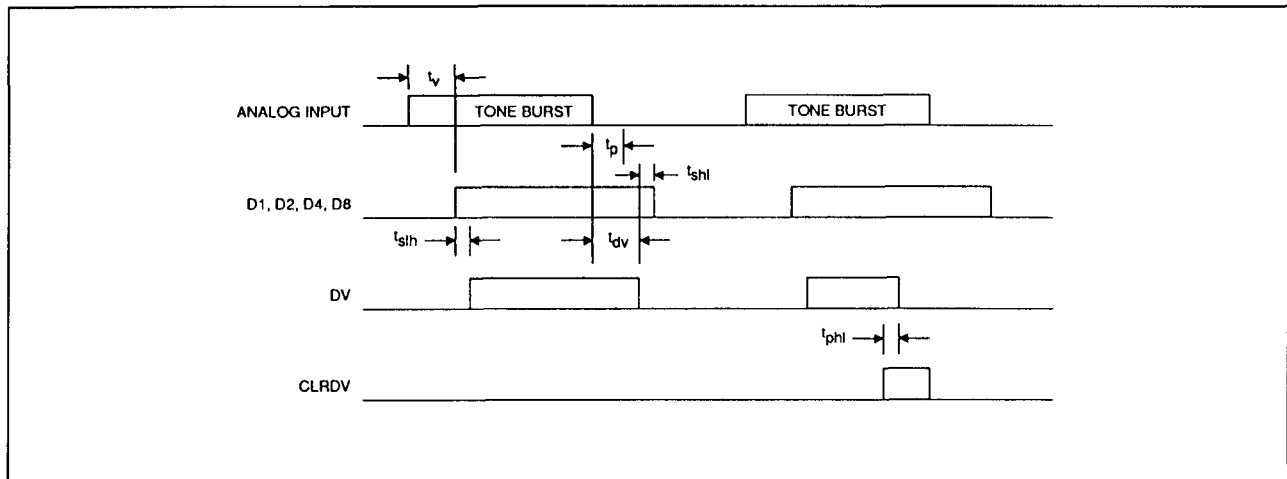 tv
ANALOG INPUT
TONE BURST
TONE BURST
tp
tshl
D1, D2, D4, D8
tslh
tdv
DV
tphl
CLRDV